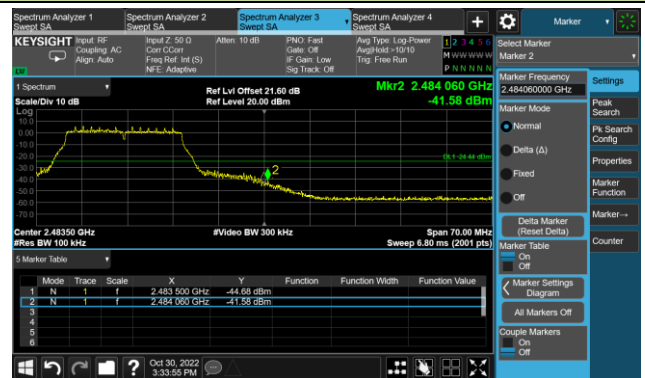 Spectrum Analyzer 1
Swept SA
Spectrum Analyzer 2
Swept SA
Spectrum Analyzer 3
Swept SA
Spectrum Analyzer 4
Swept SA
+
Marker
KEYSIGHT
Input: RF
Coupling: AC
Align: Auto
Input Z: 50 Ω
Corr CCorr
Freq Ref: Int (S)
NFE: Adaptive
Atten: 10 dB
PNO: Fast
Gate: Off
IF Gain: Low
Sig Track: Off
Avg Type: Log-Power
Avg|Hold:>10/10
Trig: Free Run
1 2 3 4 5 6
M W W W W W
P N N N N N
Select Marker
Marker 2
1 Spectrum
Scale/Div 10 dB
Ref Lvl Offset 21.60 dB
Ref Level 20.00 dBm
Mkr2 2.484 060 GHz
-41.58 dBm
Log
10.0
0.00
-10.0
-20.0
-30.0
-40.0
-50.0
-60.0
-70.0
DL1 -24.44 dBm
2
Center 2.48350 GHz
#Res BW 100 kHz
#Video BW 300 kHz
Span 70.00 MHz
Sweep 6.80 ms (2001 pts)
5 Marker Table
Mode Trace Scale X Y Function Function Width Function Value
1 N 1 f 2.483 500 GHz -44.68 dBm
2 N 1 f 2.484 060 GHz -41.58 dBm
3
4
5
6
Marker Frequency
2.484060000 GHz
Marker Mode
Normal
Delta (Δ)
Fixed
Off
Delta Marker
(Reset Delta)
Marker Table
On
Off
Marker Settings
Diagram
All Markers Off
Couple Markers
On
Off
Settings
Peak
Search
Pk Search
Config
Properties
Marker
Function
Marker→
Counter
?
Oct 30, 2022
3:33:55 PM